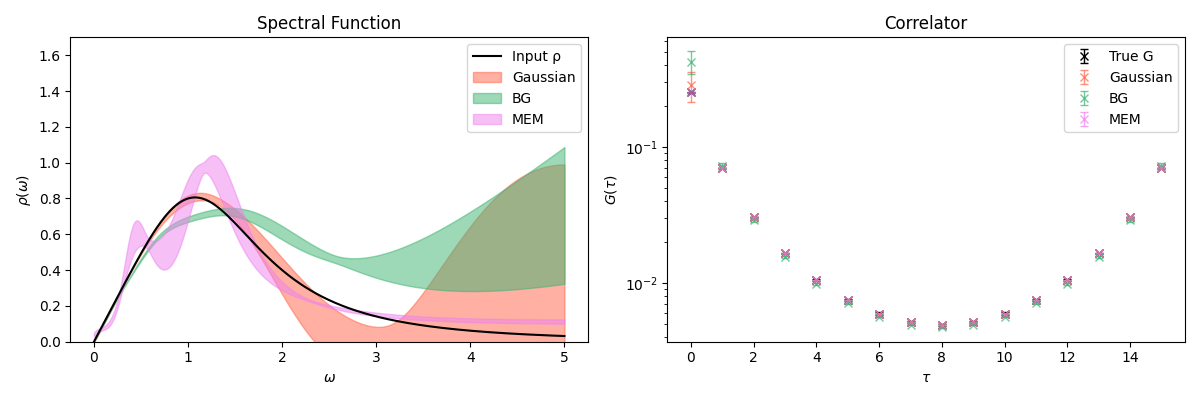 Spectral Function
1.6
1.4
1.2
1.0
0.8
0.6
0.4
0.2
0.0
ρ(ω)
Input ρ
Gaussian
BG
MEM
0 1 2 3 4 5
ω
Correlator
10⁻¹
10⁻²
G(τ)
True G
Gaussian
BG
MEM
0 2 4 6 8 10 12 14
τ